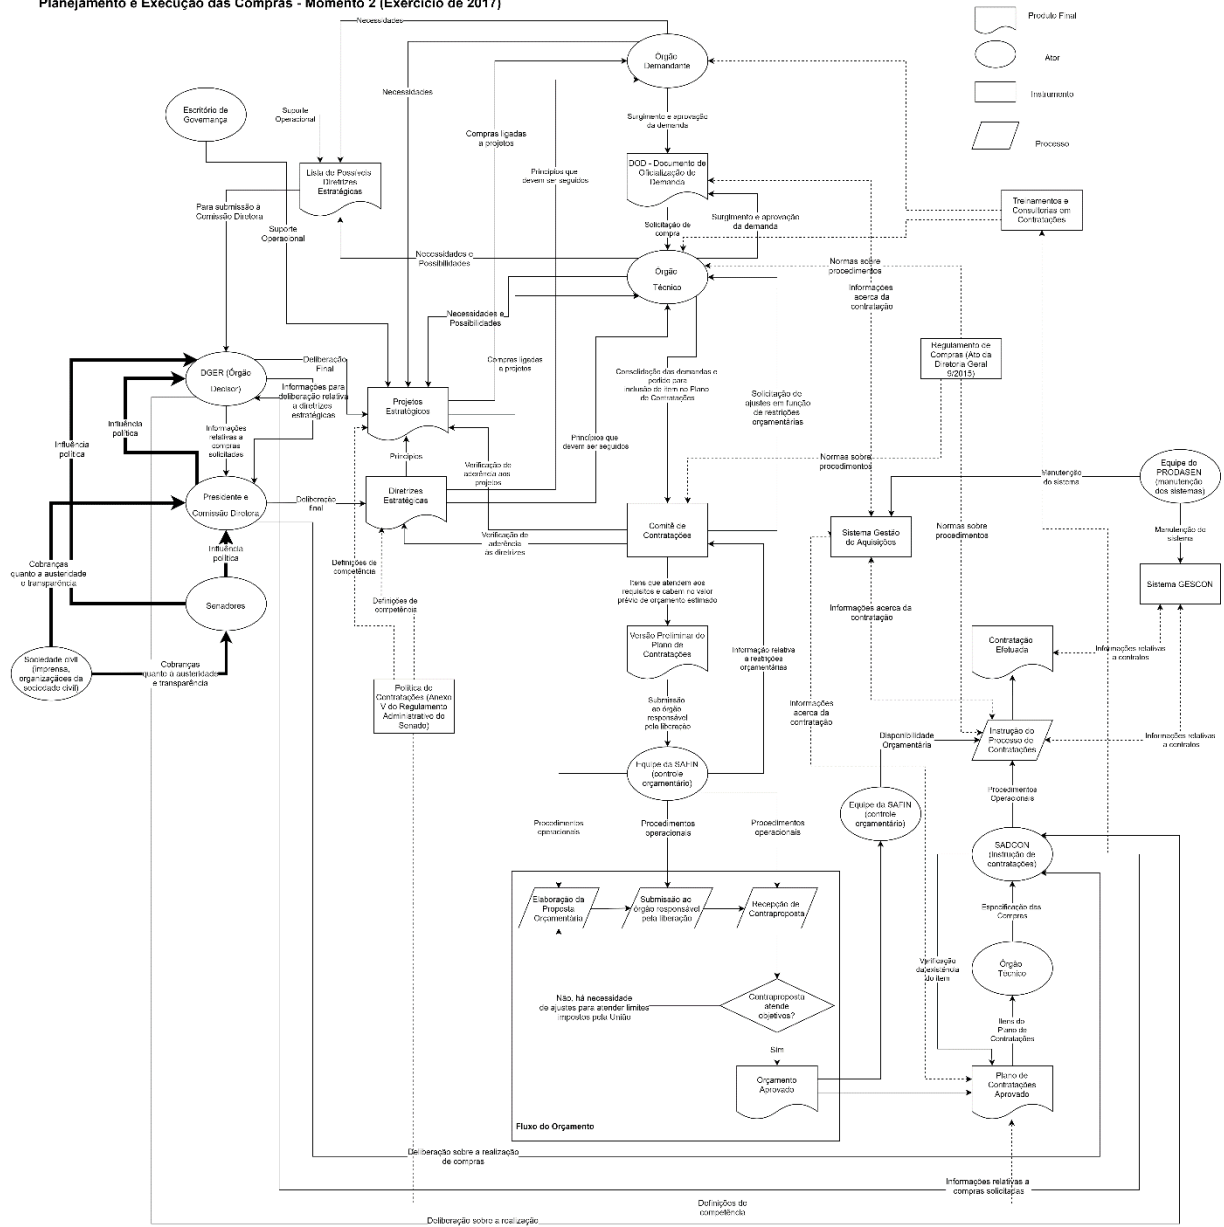 Planejamento e Execução das Compras - Momento 2 (Exercício de 2017)
Produto Final
Ator
Instrumento
Processo
Necessidades
Órgão
Demandante
Necessidades
Escritório de
Governança
Suporte
Operacional
Surgimento e aprovação
da demanda
Compras ligadas
a projetos
Lista de Possíveis
Diretrizes
Estratégicas
Princípios que
devem ser seguidos
DOD - Documento de
Oficialização de
Demanda
Treinamentos e
Consultorias em
Contratações
Para submissão a
Comissão Diretora
Suporte
Operacional
Solicitação de
compra
Surgimento e aprovação
da demanda
Necessidades e
Possibilidades
Órgão
Técnico
Normas sobre
procedimentos
Informações
acerca da
contratação
Necessidades e
Possibilidades
Regulamento de
Compras (Ato da
Diretoria Geral
9/2015)
DGER (Órgão
Decisor)
Deliberação
Final
Compras ligadas
a projetos
Informações para
deliberação relativa
a diretrizes
estratégicas
Projetos
Estratégicos
Consolidação das demandas e
pedido para
inclusão de item no Plano
de Contratações
Solicitação de
ajustes em função
de restrições
orçamentárias
Influência
política
Influência
política
Informações
relativas a
compras
solicitadas
Princípios que
devem ser seguidos
Princípios
Verificação de
aderência aos
projetos
Normas sobre
procedimentos
Equipe do
PRODASEN
(manutenção
dos sistemas)
Manutenção
do sistema
Presidente e
Comissão Diretora
Deliberação
final
Diretrizes
Estratégicas
Comitê de
Contratações
Sistema Gestão
de Aquisições
Normas sobre
procedimentos
Manutenção do
sistema
Influência
política
Verificação de
aderência
às diretrizes
Definições de
competência
Cobranças
quanto a austeridade
e transparência
Sistema GESCON
Senadores
Definições de
competência
Itens que atendem aos
requisitos e cabem no valor
prévio de orçamento estimado
Informações acerca da
contratação
Sociedade civil
(imprensa,
organizações da
sociedade civil)
Cobranças
quanto a austeridade
e transparência
Versão Preliminar do
Plano de
Contratações
Informação relativa
a restrições
orçamentárias
Contratação
Efetuada
Informações relativas
a contratos
Política de
Contratações (Anexo
V do Regulamento
Administrativo do
Senado)
Submissão
ao órgão
responsável
pela liberação
Informações
acerca da
contratação
Disponibilidade
Orçamentária
Instrução do
Processo de
Contratações
Informações relativas
a contratos
Equipe da SAFIN
(controle
orçamentário)
Equipe da SAFIN
(controle
orçamentário)
Procedimentos
Operacionais
Procedimentos
operacionais
Procedimentos
operacionais
Procedimentos
operacionais
SADCON
(Instrução de
contratações)
Elaboração da
Proposta
Orçamentária
Submissão ao
órgão responsável
pela liberação
Recepção de
Contraproposta
Especificação das
Compras
Verificação
da existência
do item
Órgão
Técnico
Não, há necessidade
de ajustes para atender limites
impostos pela União
Contraproposta
atende
objetivos?
Itens do
Plano de
Contratações
Sim
Orçamento
Aprovado
Plano de
Contratações
Aprovado
Fluxo do Orçamento
Deliberação sobre a realização
de compras
Informações relativas a
compras solicitadas
Definições de
competência
Deliberação sobre a realização